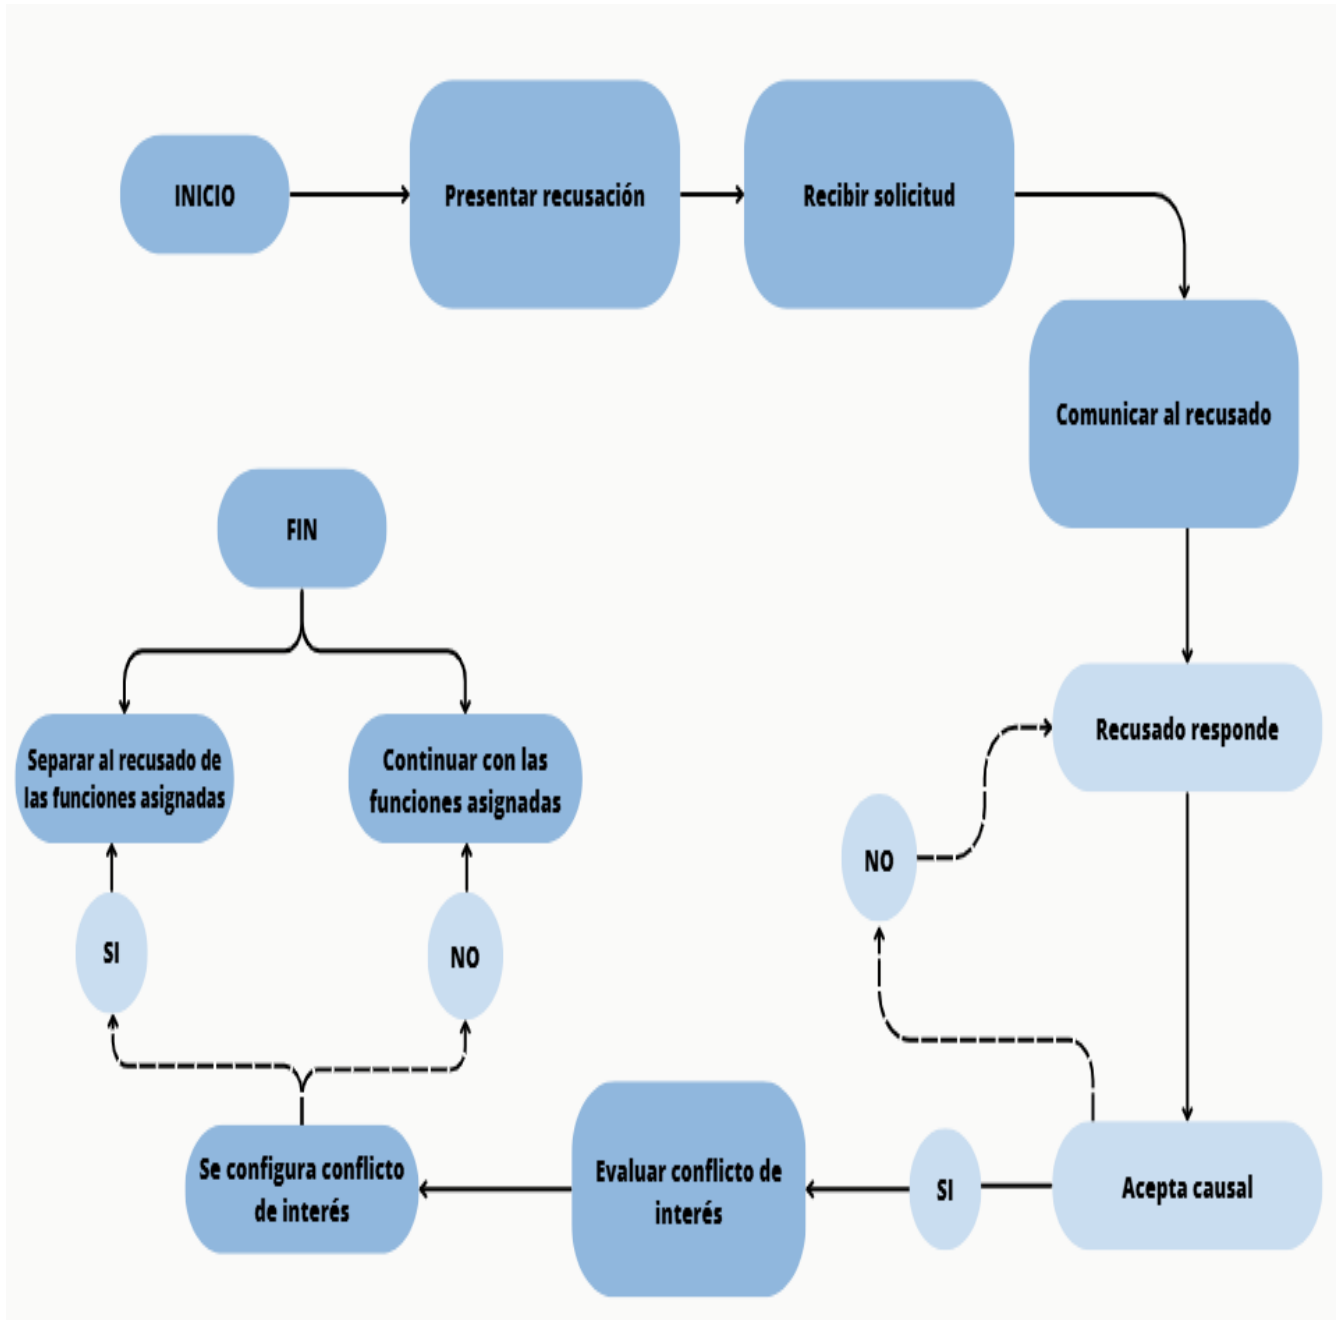 INICIO
Presentar recusación
Recibir solicitud
Comunicar al recusado
Recusado responde
NO
Acepta causal
SI
Evaluar conflicto de
interés
Se configura conflicto
de interés
SI
NO
Separar al recusado de
las funciones asignadas
Continuar con las
funciones asignadas
FIN